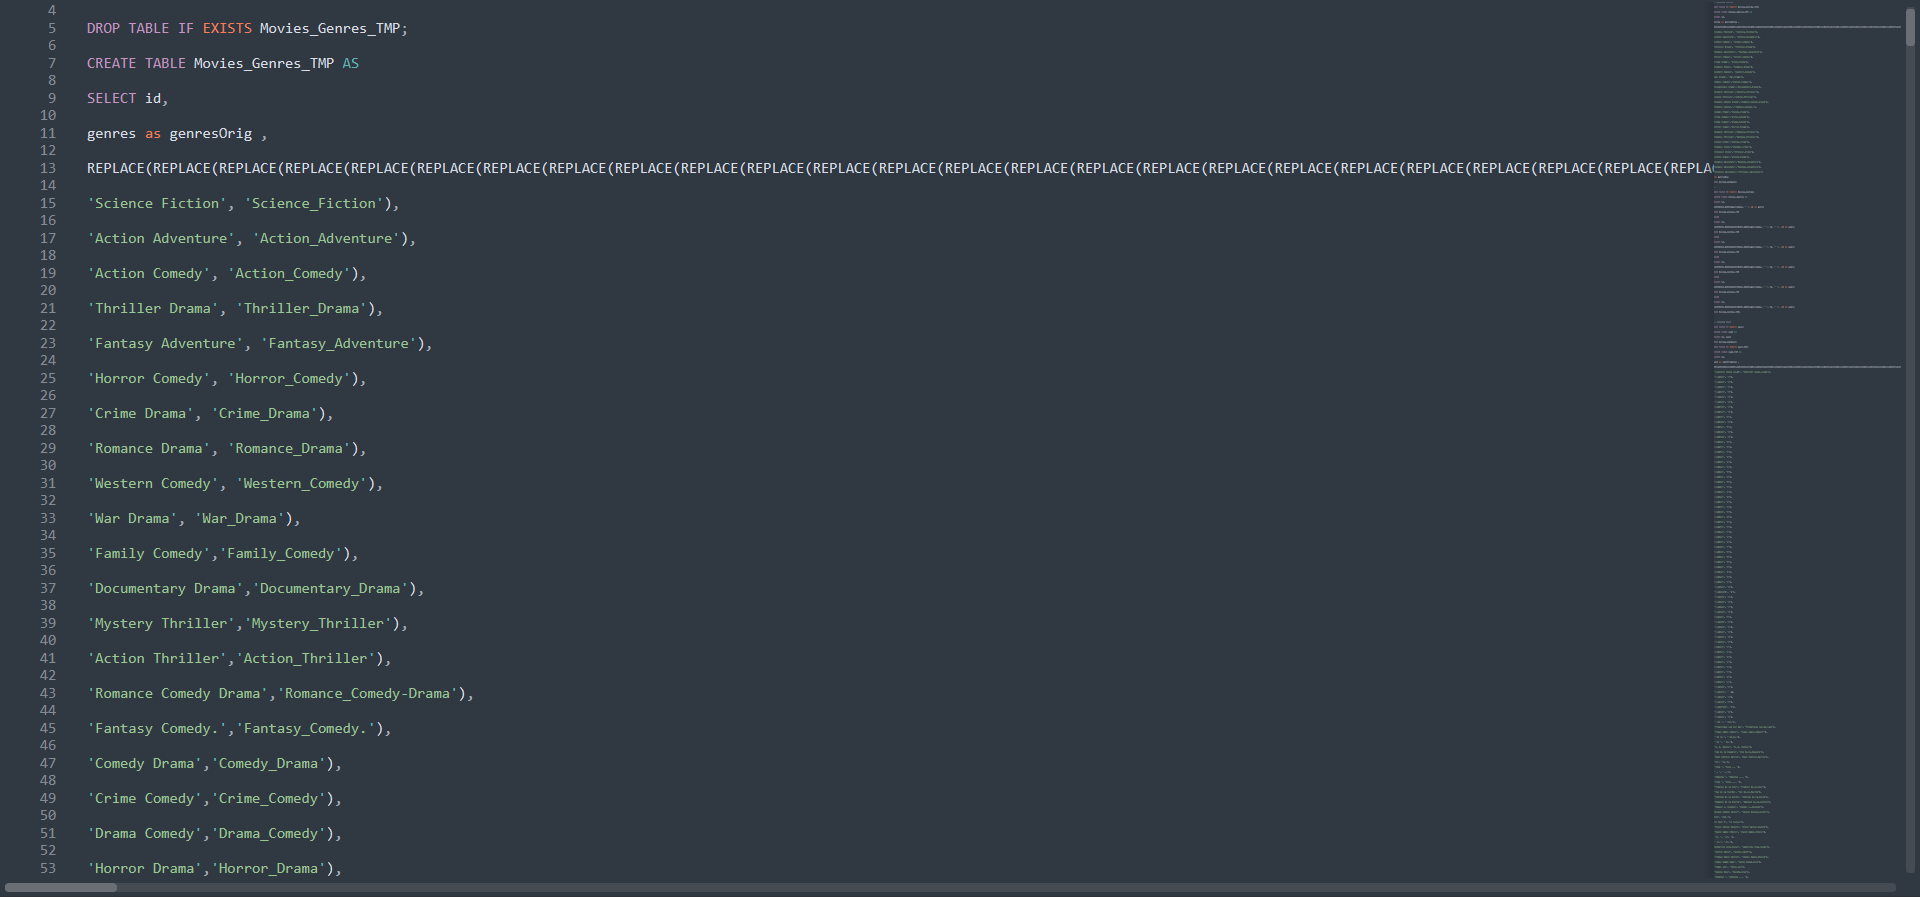 4
5 DROP TABLE IF EXISTS Movies_Genres_TMP;
6
7 CREATE TABLE Movies_Genres_TMP AS
8
9 SELECT id,
10
11 genres as genresOrig ,
12
13 REPLACE(REPLACE(REPLACE(REPLACE(REPLACE(REPLACE(REPLACE(REPLACE(REPLACE(REPLACE(REPLACE(REPLACE(REPLACE(REPLACE(REPLACE(REPLACE(REPLACE(REPLACE(REPLACE(REPLACE(REPLACE(REPLACE(REPLACE(REPLACE(REPLA
14
15 'Science Fiction', 'Science_Fiction'),
16
17 'Action Adventure', 'Action_Adventure'),
18
19 'Action Comedy', 'Action_Comedy'),
20
21 'Thriller Drama', 'Thriller_Drama'),
22
23 'Fantasy Adventure', 'Fantasy_Adventure'),
24
25 'Horror Comedy', 'Horror_Comedy'),
26
27 'Crime Drama', 'Crime_Drama'),
28
29 'Romance Drama', 'Romance_Drama'),
30
31 'Western Comedy', 'Western_Comedy'),
32
33 'War Drama', 'War_Drama'),
34
35 'Family Comedy','Family_Comedy'),
36
37 'Documentary Drama','Documentary_Drama'),
38
39 'Mystery Thriller','Mystery_Thriller'),
40
41 'Action Thriller','Action_Thriller'),
42
43 'Romance Comedy Drama','Romance_Comedy-Drama'),
44
45 'Fantasy Comedy.','Fantasy_Comedy.'),
46
47 'Comedy Drama','Comedy_Drama'),
48
49 'Crime Comedy','Crime_Comedy'),
50
51 'Drama Comedy','Drama_Comedy'),
52
53 'Horror Drama','Horror_Drama'),